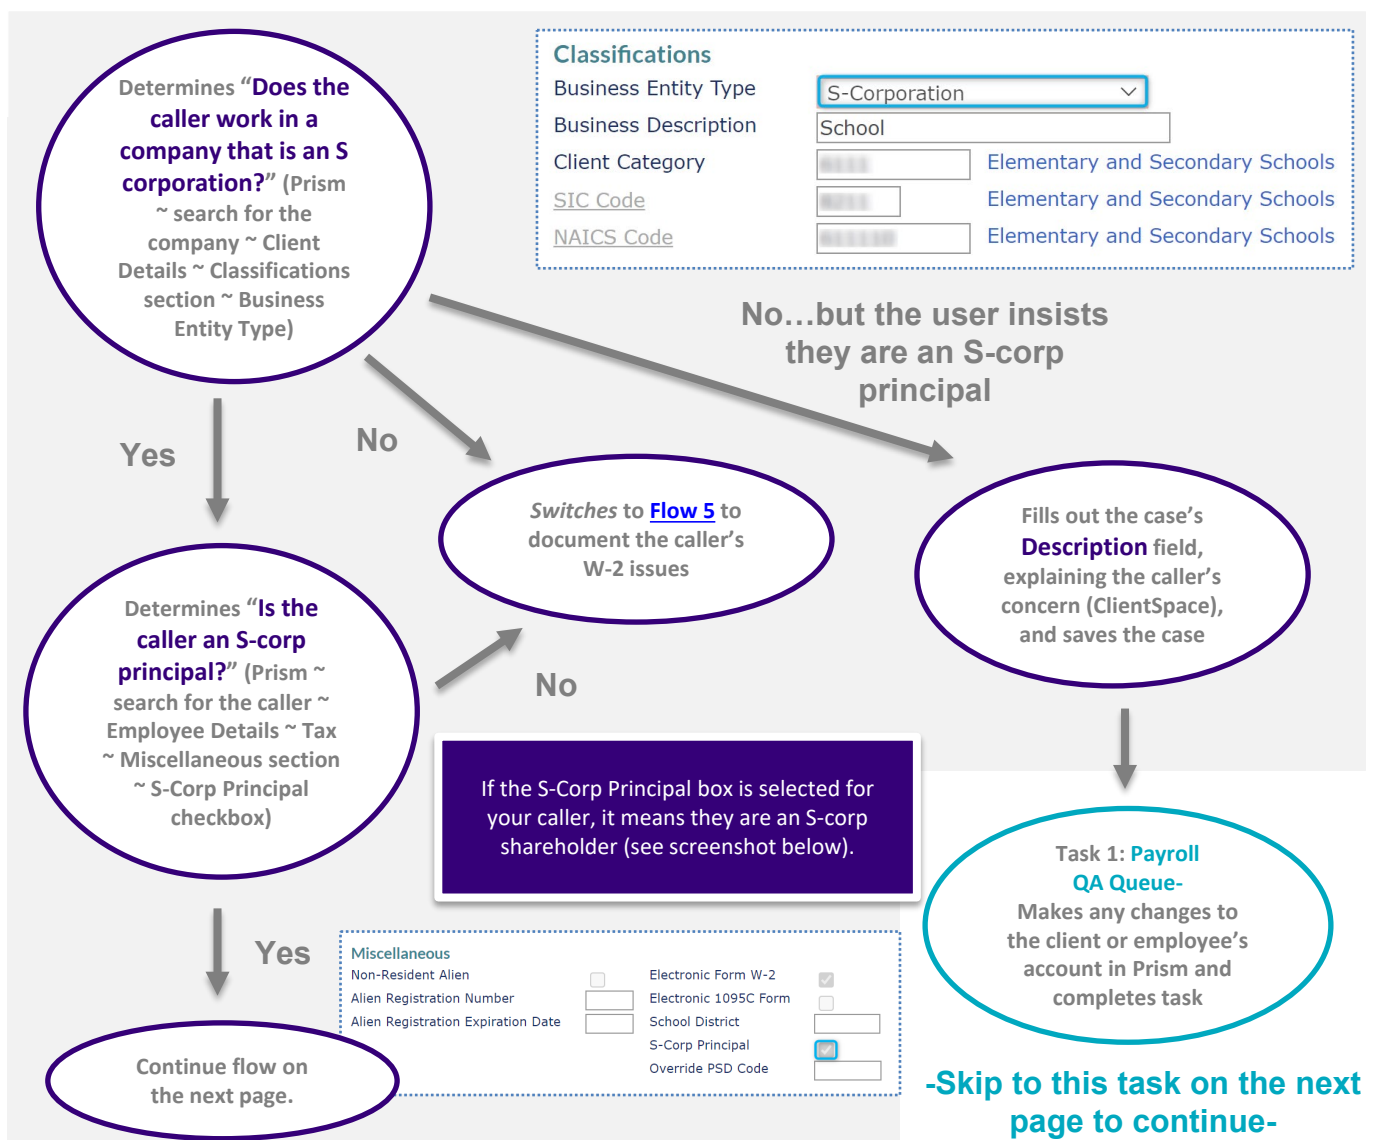 Determines “Does the
caller work in a
company that is an S
corporation?” (Prism
~ search for the
company ~ Client
Details ~ Classifications
section ~ Business
Entity Type)
Classifications
Business Entity Type
S-Corporation
Business Description
School
Client Category
Elementary and Secondary Schools
SIC Code
Elementary and Secondary Schools
NAICS Code
Elementary and Secondary Schools
No…but the user insists
they are an S-corp
principal
Yes
No
Switches to Flow 5 to
document the caller’s
W-2 issues
Fills out the case’s
Description field,
explaining the caller’s
concern (ClientSpace),
and saves the case
Determines “Is the
caller an S-corp
principal?” (Prism ~
search for the caller ~
Employee Details ~ Tax
~ Miscellaneous section
~ S-Corp Principal
checkbox)
No
If the S-Corp Principal box is selected for
your caller, it means they are an S-corp
shareholder (see screenshot below).
Task 1: Payroll
QA Queue-
Makes any changes to
the client or employee’s
account in Prism and
completes task
Yes
Miscellaneous
Non-Resident Alien
Alien Registration Number
Alien Registration Expiration Date
Electronic Form W-2
Electronic 1095C Form
School District
S-Corp Principal
Override PSD Code
Continue flow on
the next page.
-Skip to this task on the next
page to continue-